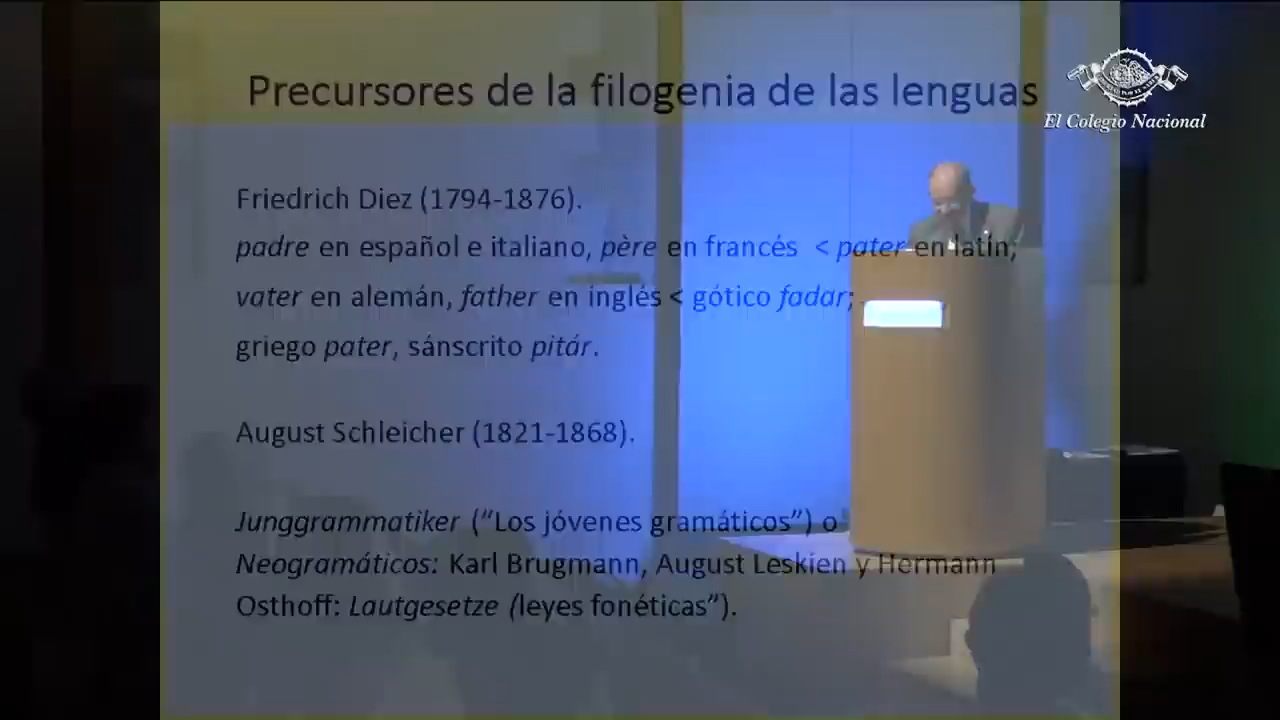 Precursores de la filogenia de las lenguas
El Colegio Nacional
Friedrich Diez (1794-1876).
padre en español e italiano, père en francés < pater en latín;
vater en alemán, father en inglés < gótico fadar;
griego pater, sánscrito pitár.
August Schleicher (1821-1868).
Junggrammatiker (“Los jóvenes gramáticos”) o
Neogramáticos: Karl Brugmann, August Leskien y Hermann
Osthoff: Lautgesetze (leyes fonéticas”).